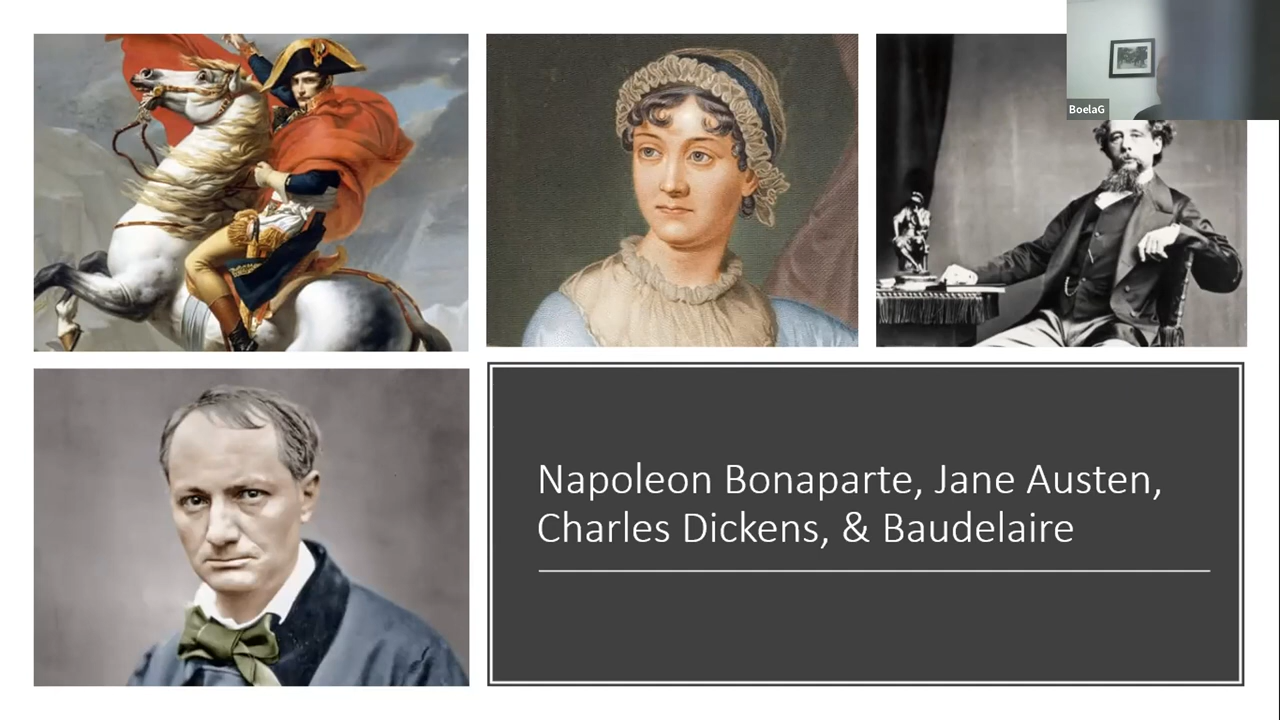 BoelaG
Napoleon Bonaparte, Jane Austen,
Charles Dickens, & Baudelaire